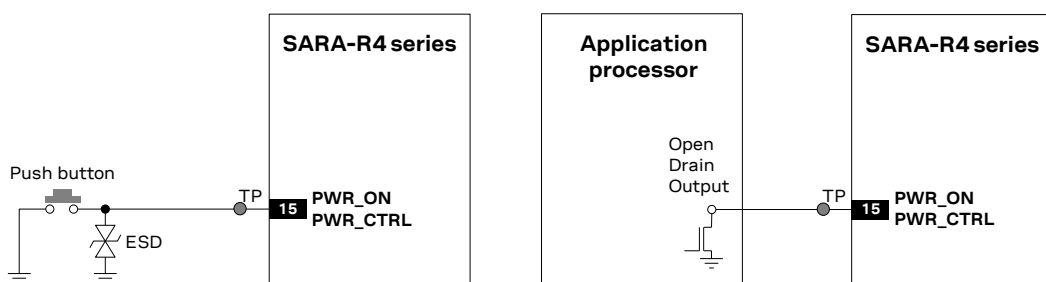 SARA-R4 series
Push button
ESD
TP
15
PWR_ON
PWR_CTRL
Application
processor
Open
Drain
Output
SARA-R4 series
TP
15
PWR_ON
PWR_CTRL